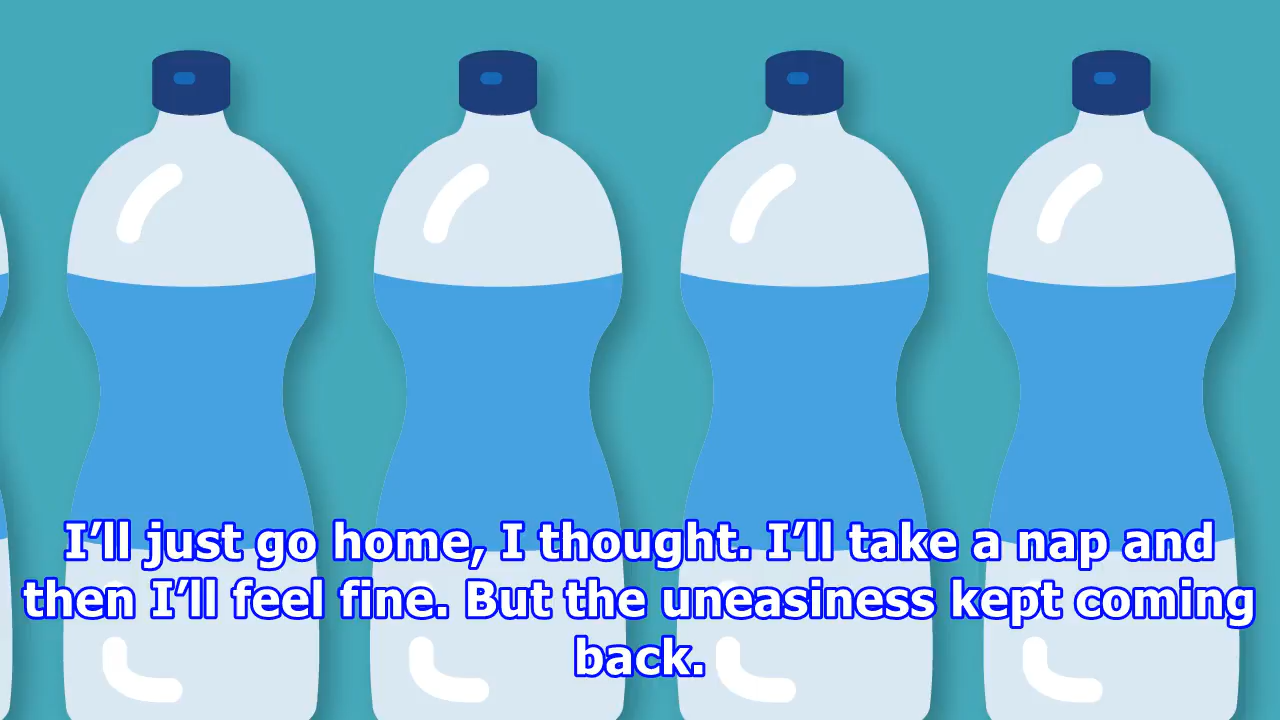 I’ll just go home, I thought. I’ll take a nap and
then I’ll feel fine. But the uneasiness kept coming
back.